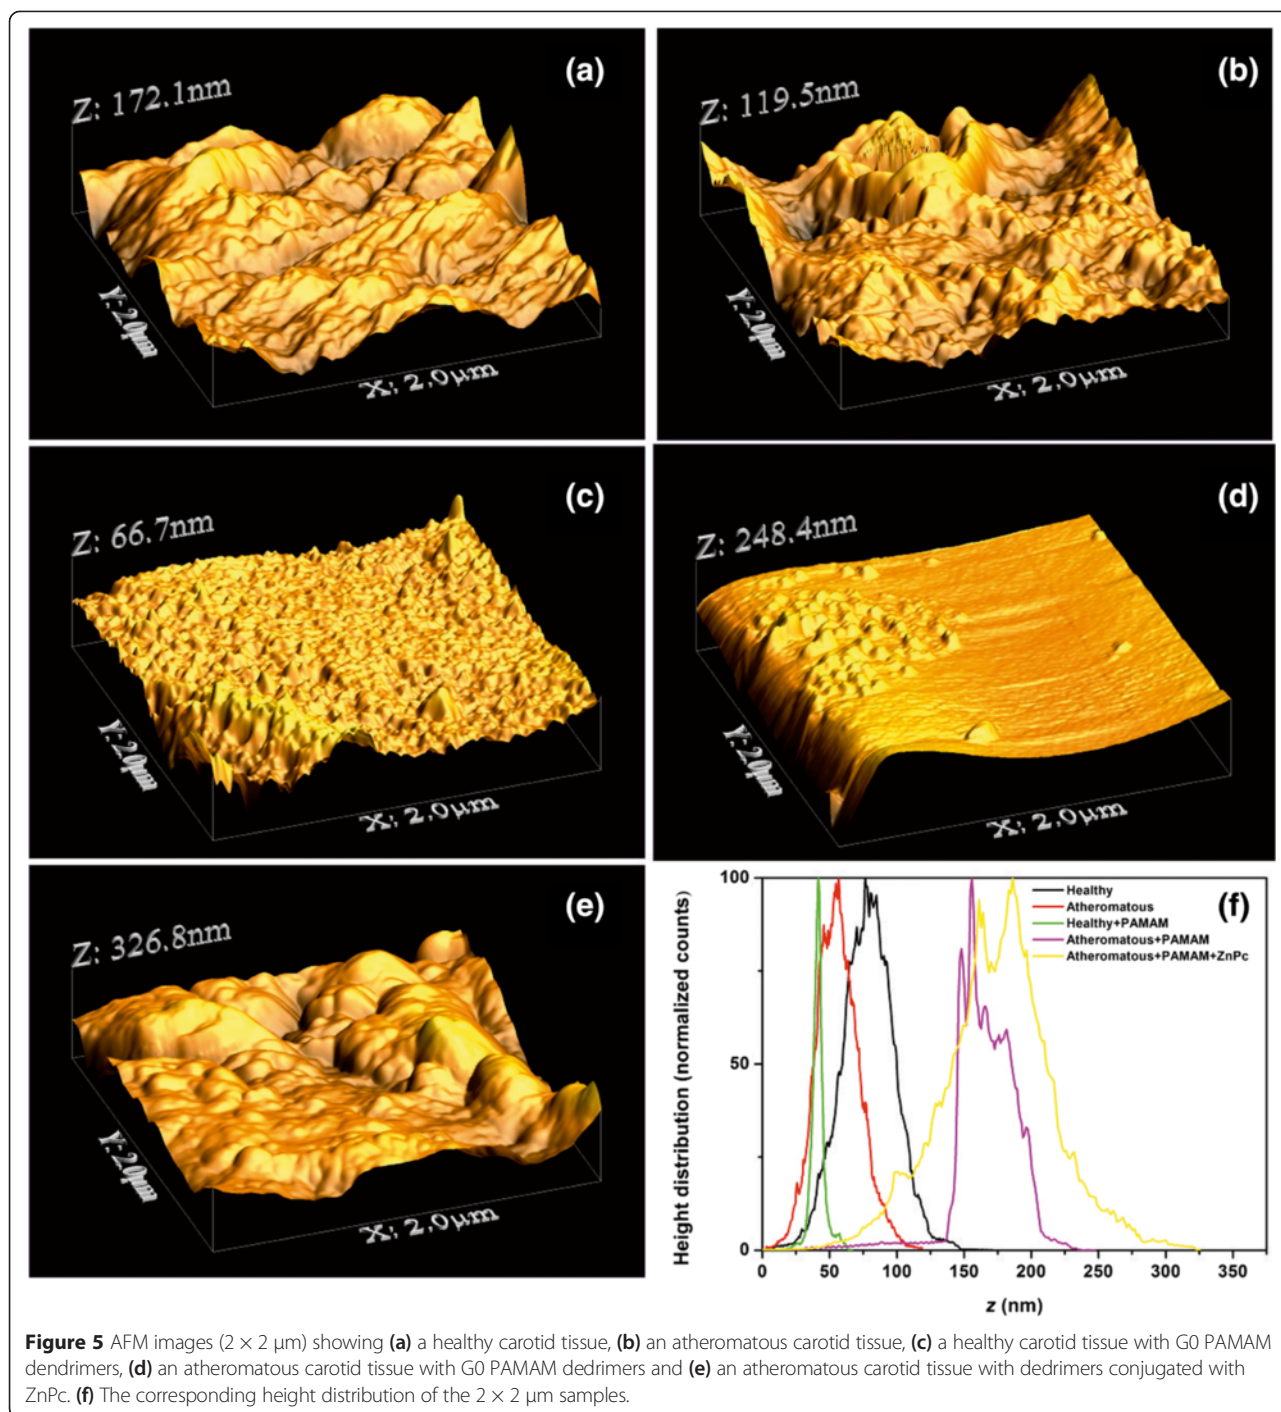 (a)
Z: 172.1nm
Y: 2.0µm
X: 2.0µm
(b)
Z: 119.5nm
Y: 2.0µm
X: 2.0µm
(c)
Z: 66.7nm
Y: 2.0µm
X: 2.0µm
(d)
Z: 248.4nm
Y: 2.0µm
X: 2.0µm
(e)
Z: 326.8nm
Y: 2.0µm
X: 2.0µm
(f)
Healthy
Atheromatous
Healthy+PAMAM
Atheromatous+PAMAM
Atheromatous+PAMAM+ZnPc
Height distribution (normalized counts)
100
50
0
0 50 100 150 200 250 300 350
z (nm)
Figure 5 AFM images (2 × 2 μm) showing (a) a healthy carotid tissue, (b) an atheromatous carotid tissue, (c) a healthy carotid tissue with G0 PAMAM
dendrimers, (d) an atheromatous carotid tissue with G0 PAMAM dedrimers and (e) an atheromatous carotid tissue with dedrimers conjugated with
ZnPc. (f) The corresponding height distribution of the 2 × 2 μm samples.